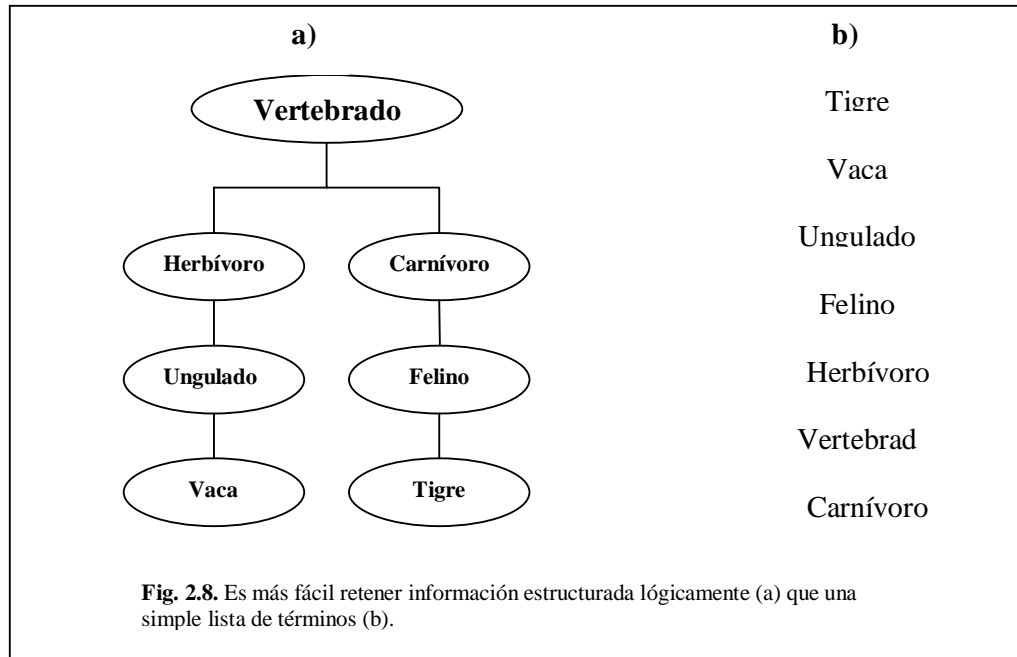 a)
Vertebrado
Herbívoro Carnívoro
Ungulado Felino
Vaca Tigre
b)
Tigre
Vaca
Ungulado
Felino
Herbívoro
Vertebrad
Carnívoro
Fig. 2.8. Es más fácil retener información estructurada lógicamente (a) que una
simple lista de términos (b).